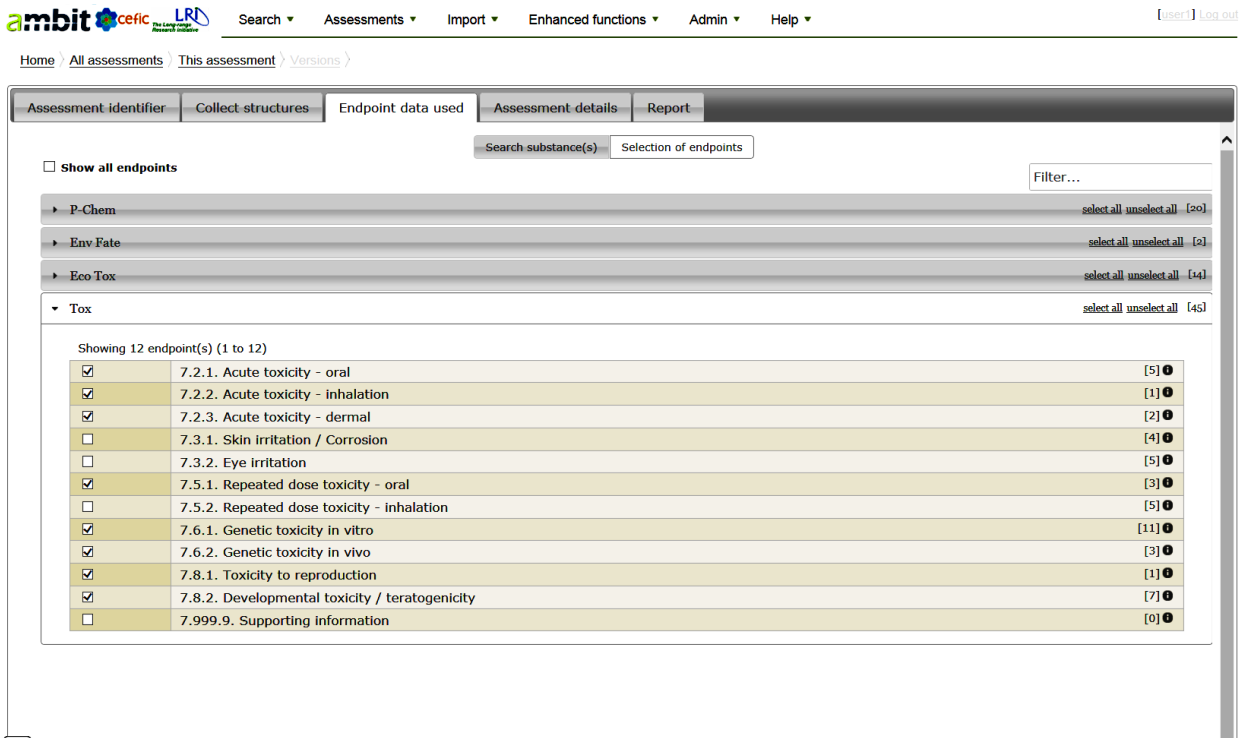 ambit cefic The Long-range Research Initiative LRI Search ▾ Assessments ▾ Import ▾ Enhanced functions ▾ Admin ▾ Help ▾ [user1] Log out
Home 〉 All assessments 〉 This assessment 〉 Versions 〉
Assessment identifier Collect structures Endpoint data used Assessment details Report
Search substance(s) Selection of endpoints
Show all endpoints
Filter...
P-Chem select all unselect all [20]
Env Fate select all unselect all [2]
Eco Tox select all unselect all [14]
Tox select all unselect all [45]
Showing 12 endpoint(s) (1 to 12)
7.2.1. Acute toxicity - oral [5]
7.2.2. Acute toxicity - inhalation [1]
7.2.3. Acute toxicity - dermal [2]
7.3.1. Skin irritation / Corrosion [4]
7.3.2. Eye irritation [5]
7.5.1. Repeated dose toxicity - oral [3]
7.5.2. Repeated dose toxicity - inhalation [5]
7.6.1. Genetic toxicity in vitro [11]
7.6.2. Genetic toxicity in vivo [3]
7.8.1. Toxicity to reproduction [1]
7.8.2. Developmental toxicity / teratogenicity [7]
7.999.9. Supporting information [0]